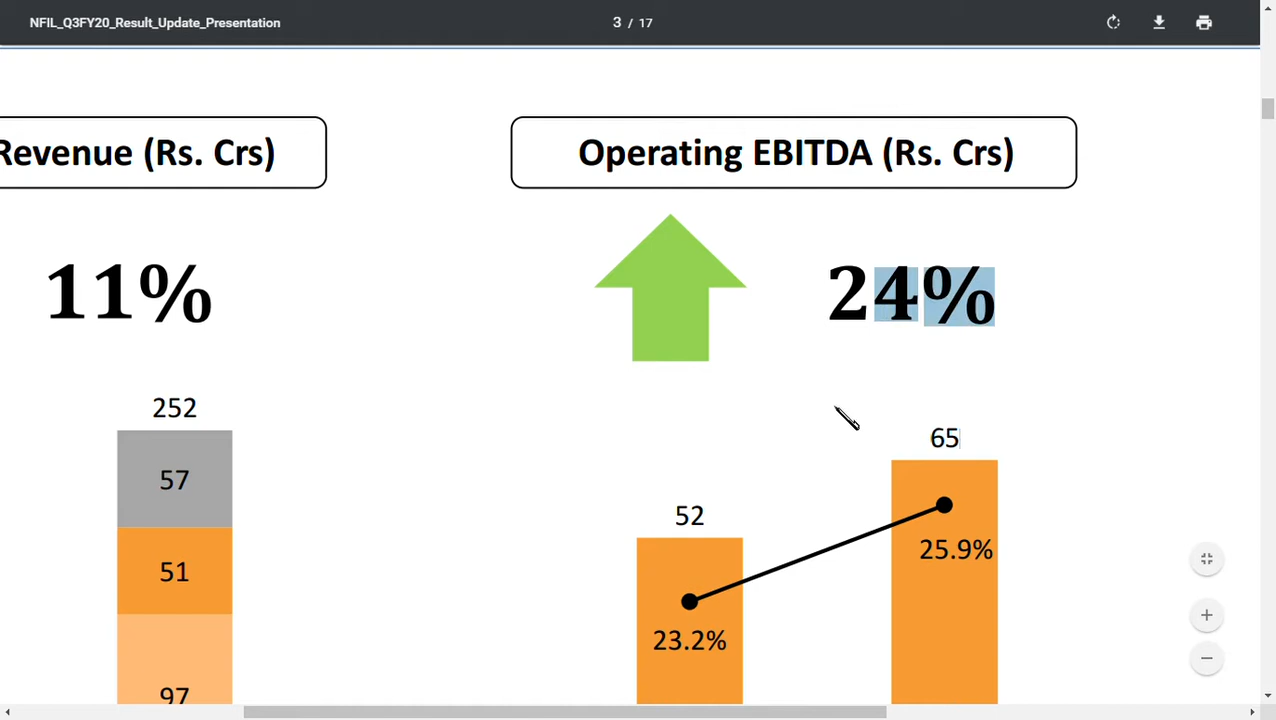 NFIL_Q3FY20_Result_Update_Presentation
3 / 17
Revenue (Rs. Crs)
Operating EBITDA (Rs. Crs)
11%
24%
252
57
51
97
52
23.2%
65
25.9%